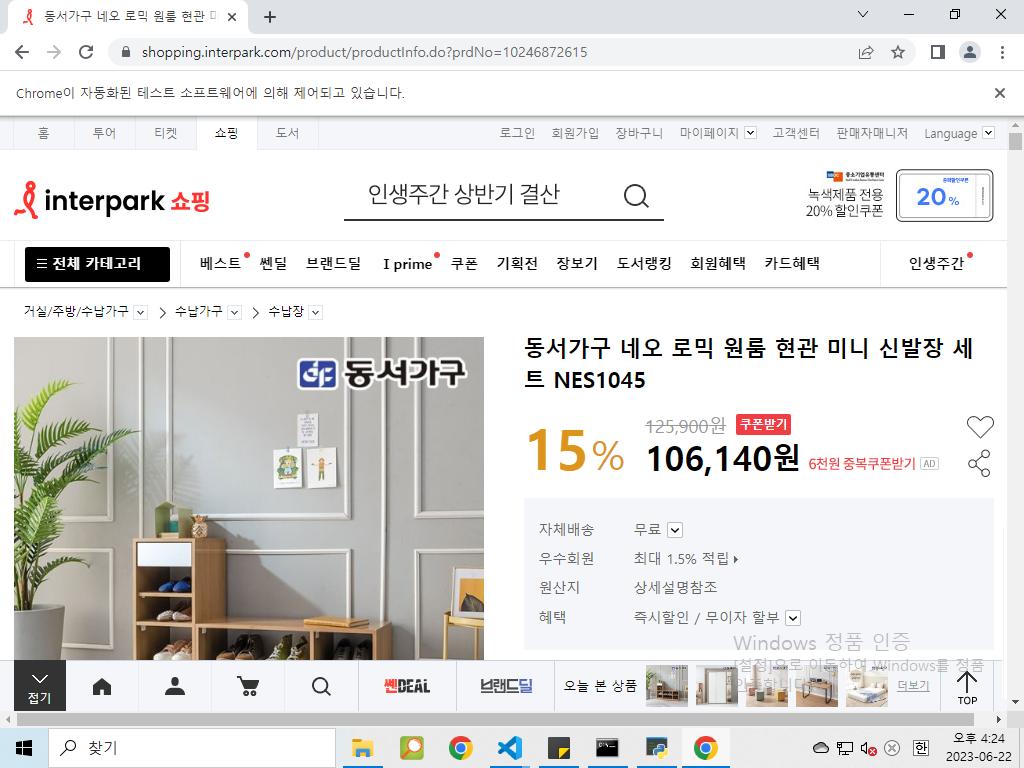 동서가구 네오 로믹 원룸 현관 미
shopping.interpark.com/product/productInfo.do?prdNo=10246872615
Chrome이 자동화된 테스트 소프트웨어에 의해 제어되고 있습니다.
홈 투어 티켓 쇼핑 도서 로그인 회원가입 장바구니 마이페이지 고객센터 판매자매니저 Language
interpark 쇼핑
인생주간 상반기 결산
중소기업유통센터
녹색제품 전용
20% 할인쿠폰
중복할인쿠폰
20%
전체 카테고리 베스트 쎈딜 브랜드딜 I prime 쿠폰 기획전 장보기 도서랭킹 회원혜택 카드혜택 인생주간
거실/주방/수납가구 수납가구 수납장
동서가구
동서가구 네오 로믹 원룸 현관 미니 신발장 세
트 NES1045
15%
125,900원 쿠폰받기
106,140원 6천원 중복쿠폰받기 AD
자체배송 무료
우수회원 최대 1.5% 적립
원산지 상세설명참조
혜택 즉시할인 / 무이자 할부
Windows 정품 인증
[설정]으로 이동하여 Windows를 정품
접기
쎈DEAL
브랜드딜
오늘 본 상품
더보기
TOP
찾기
한
오후 4:24
2023-06-22